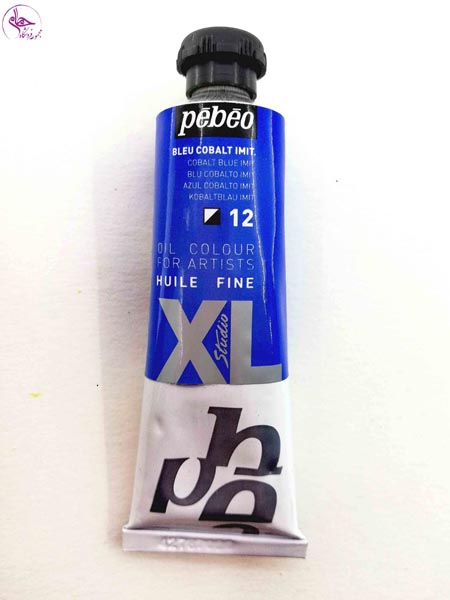 pēbēo
BLEU COBALT IMIT.
COBALT BLUE IMIT.
BLU COBALTO IMIT.
AZUL COBALTO IMIT.
KOBALTBLAU IMIT.
12
OIL COLOUR
FOR ARTISTS
HUILE FINE
XL
Studio